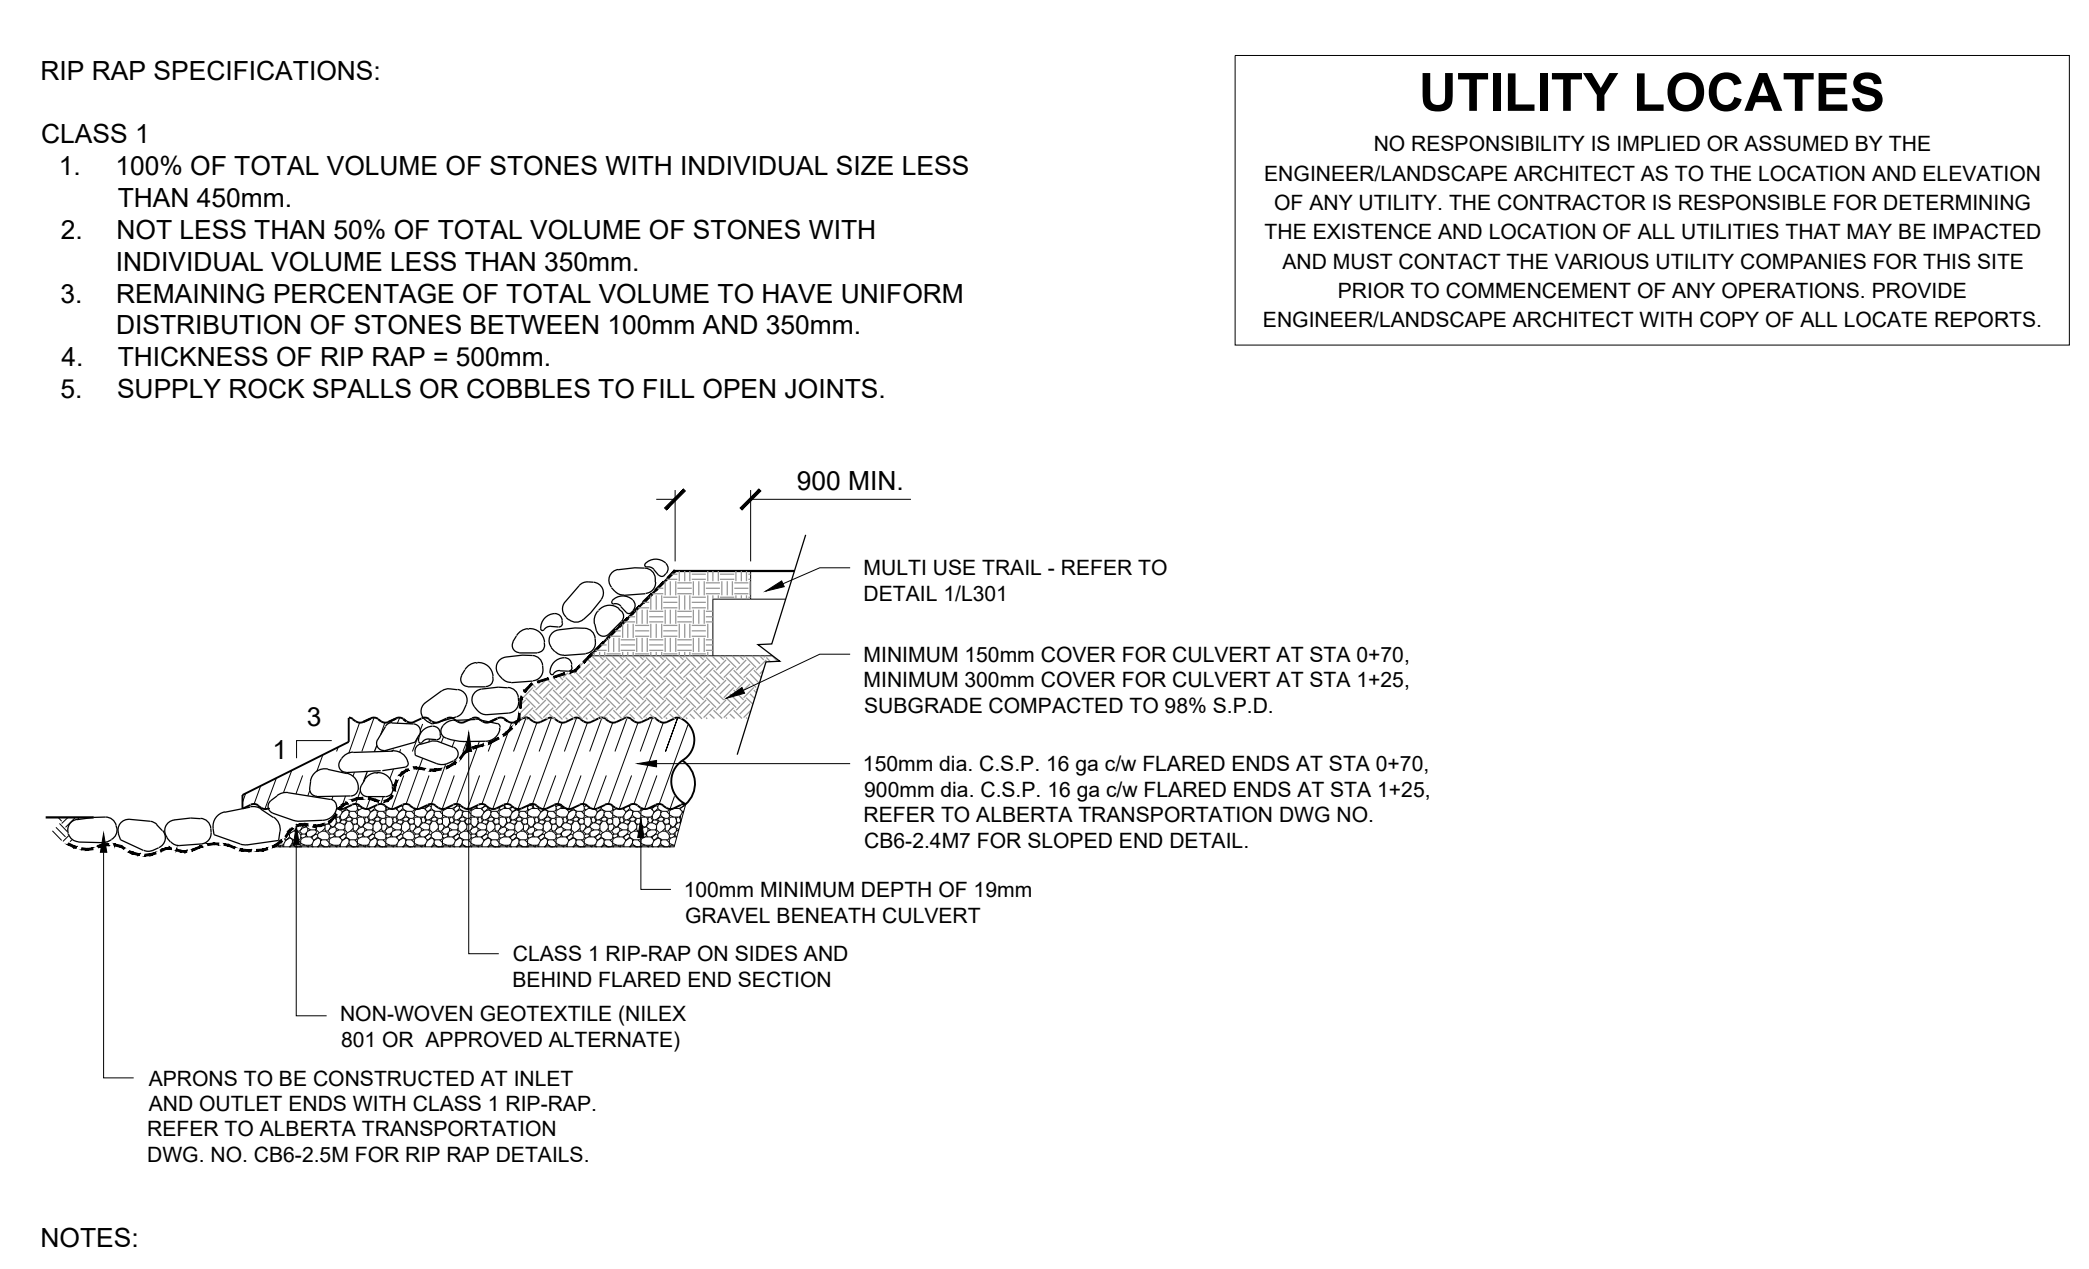 RIP RAP SPECIFICATIONS:
CLASS 1
1. 100% OF TOTAL VOLUME OF STONES WITH INDIVIDUAL SIZE LESS
THAN 450mm.
2. NOT LESS THAN 50% OF TOTAL VOLUME OF STONES WITH
INDIVIDUAL VOLUME LESS THAN 350mm.
3. REMAINING PERCENTAGE OF TOTAL VOLUME TO HAVE UNIFORM
DISTRIBUTION OF STONES BETWEEN 100mm AND 350mm.
4. THICKNESS OF RIP RAP = 500mm.
5. SUPPLY ROCK SPALLS OR COBBLES TO FILL OPEN JOINTS.
UTILITY LOCATES
NO RESPONSIBILITY IS IMPLIED OR ASSUMED BY THE
ENGINEER/LANDSCAPE ARCHITECT AS TO THE LOCATION AND ELEVATION
OF ANY UTILITY. THE CONTRACTOR IS RESPONSIBLE FOR DETERMINING
THE EXISTENCE AND LOCATION OF ALL UTILITIES THAT MAY BE IMPACTED
AND MUST CONTACT THE VARIOUS UTILITY COMPANIES FOR THIS SITE
PRIOR TO COMMENCEMENT OF ANY OPERATIONS. PROVIDE
ENGINEER/LANDSCAPE ARCHITECT WITH COPY OF ALL LOCATE REPORTS.
900 MIN.
MULTI USE TRAIL - REFER TO
DETAIL 1/L301
MINIMUM 150mm COVER FOR CULVERT AT STA 0+70,
MINIMUM 300mm COVER FOR CULVERT AT STA 1+25,
SUBGRADE COMPACTED TO 98% S.P.D.
3
1
150mm dia. C.S.P. 16 ga c/w FLARED ENDS AT STA 0+70,
900mm dia. C.S.P. 16 ga c/w FLARED ENDS AT STA 1+25,
REFER TO ALBERTA TRANSPORTATION DWG NO.
CB6-2.4M7 FOR SLOPED END DETAIL.
100mm MINIMUM DEPTH OF 19mm
GRAVEL BENEATH CULVERT
CLASS 1 RIP-RAP ON SIDES AND
BEHIND FLARED END SECTION
NON-WOVEN GEOTEXTILE (NILEX
801 OR APPROVED ALTERNATE)
APRONS TO BE CONSTRUCTED AT INLET
AND OUTLET ENDS WITH CLASS 1 RIP-RAP.
REFER TO ALBERTA TRANSPORTATION
DWG. NO. CB6-2.5M FOR RIP RAP DETAILS.
NOTES: